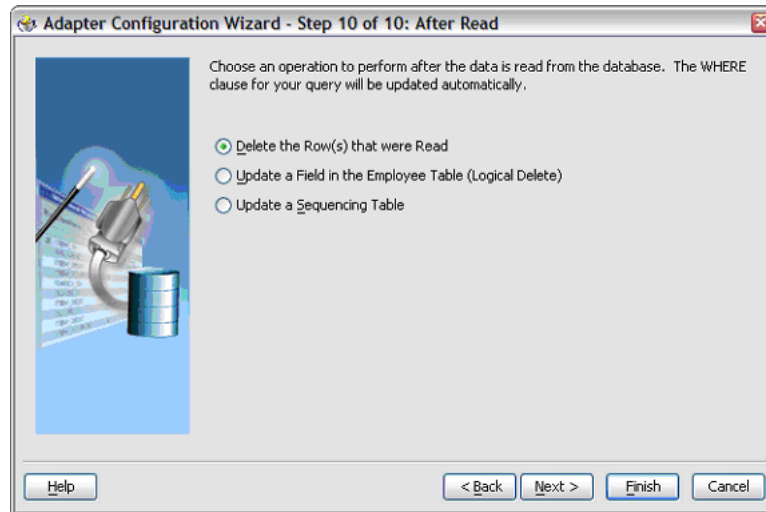 Adapter Configuration Wizard - Step 10 of 10: After Read
Choose an operation to perform after the data is read from the database. The WHERE
clause for your query will be updated automatically.
Delete the Row(s) that were Read
Update a Field in the Employee Table (Logical Delete)
Update a Sequencing Table
Help
< Back
Next >
Finish
Cancel